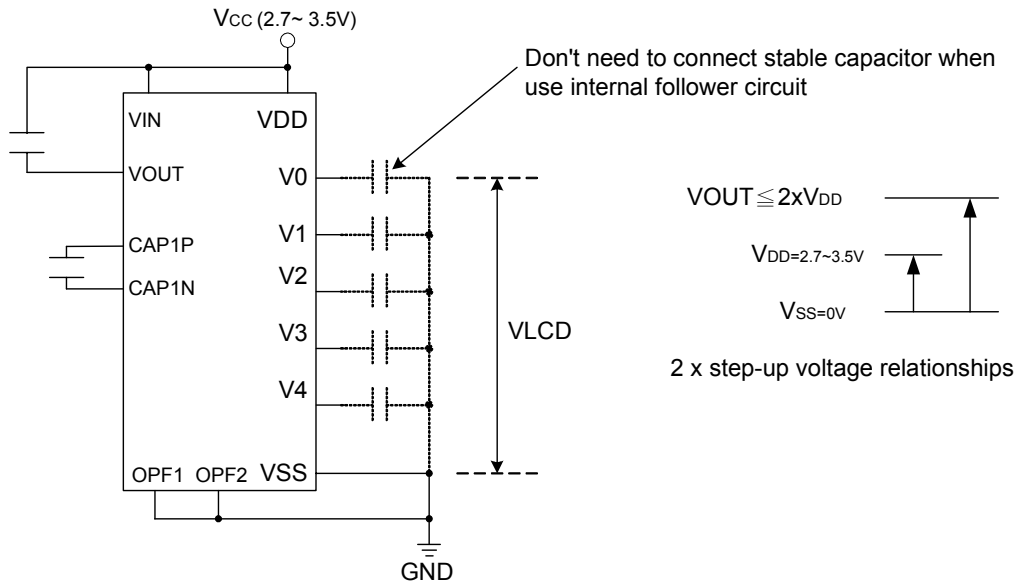 VCC (2.7~ 3.5V)
Don't need to connect stable capacitor when
use internal follower circuit
VIN
VDD
VOUT
V0
CAP1P
V1
CAP1N
V2
V3
V4
VLCD
OPF1
OPF2
VSS
GND
VOUT≦2xVDD
VDD=2.7~3.5V
VSS=0V
2 x step-up voltage relationships